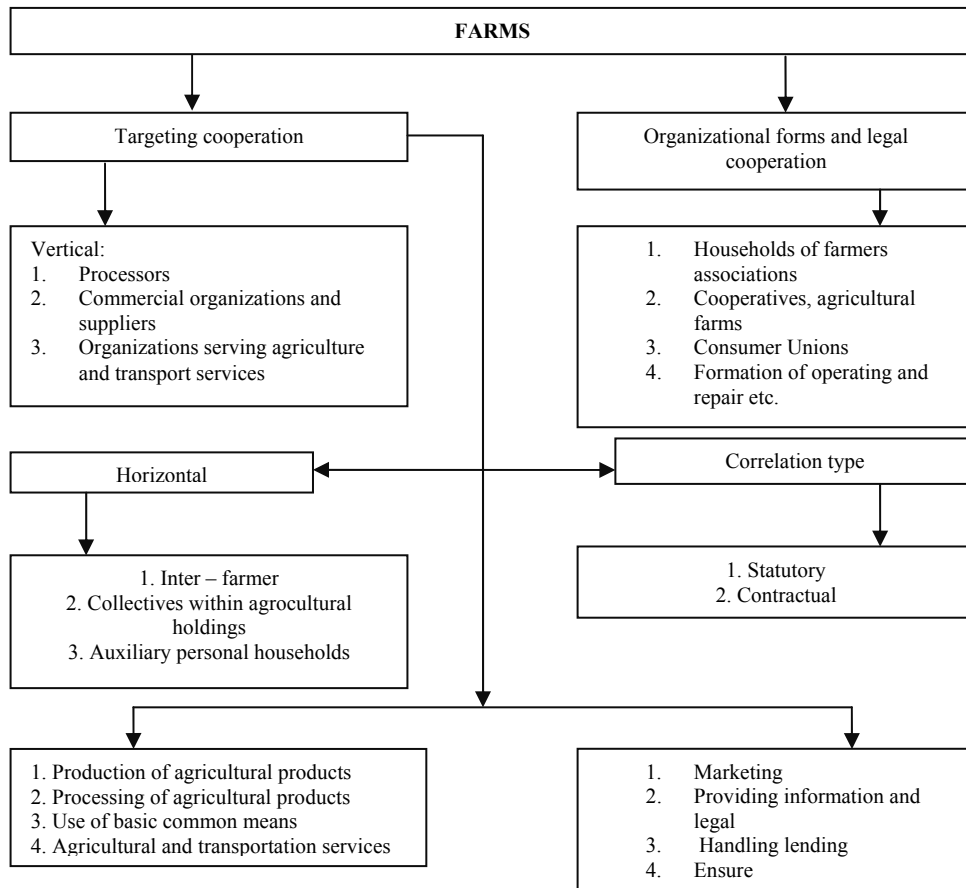 FARMS
Targeting cooperation
Organizational forms and legal
cooperation
Vertical:
1. Processors
2. Commercial organizations and
suppliers
3. Organizations serving agriculture
and transport services
1. Households of farmers
associations
2. Cooperatives, agricultural
farms
3. Consumer Unions
4. Formation of operating and
repair etc.
Horizontal
Correlation type
1. Inter – farmer
2. Collectives within agrocultural
holdings
3. Auxiliary personal households
1. Statutory
2. Contractual
1. Production of agricultural products
2. Processing of agricultural products
3. Use of basic common means
4. Agricultural and transportation services
1. Marketing
2. Providing information and
legal
3. Handling lending
4. Ensure